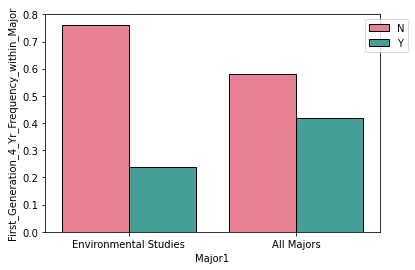 First_Generation_4_Yr_Frequency_within_Major
0.8
0.7
0.6
0.5
0.4
0.3
0.2
0.1
0.0
N
Y
Environmental Studies
All Majors
Major1